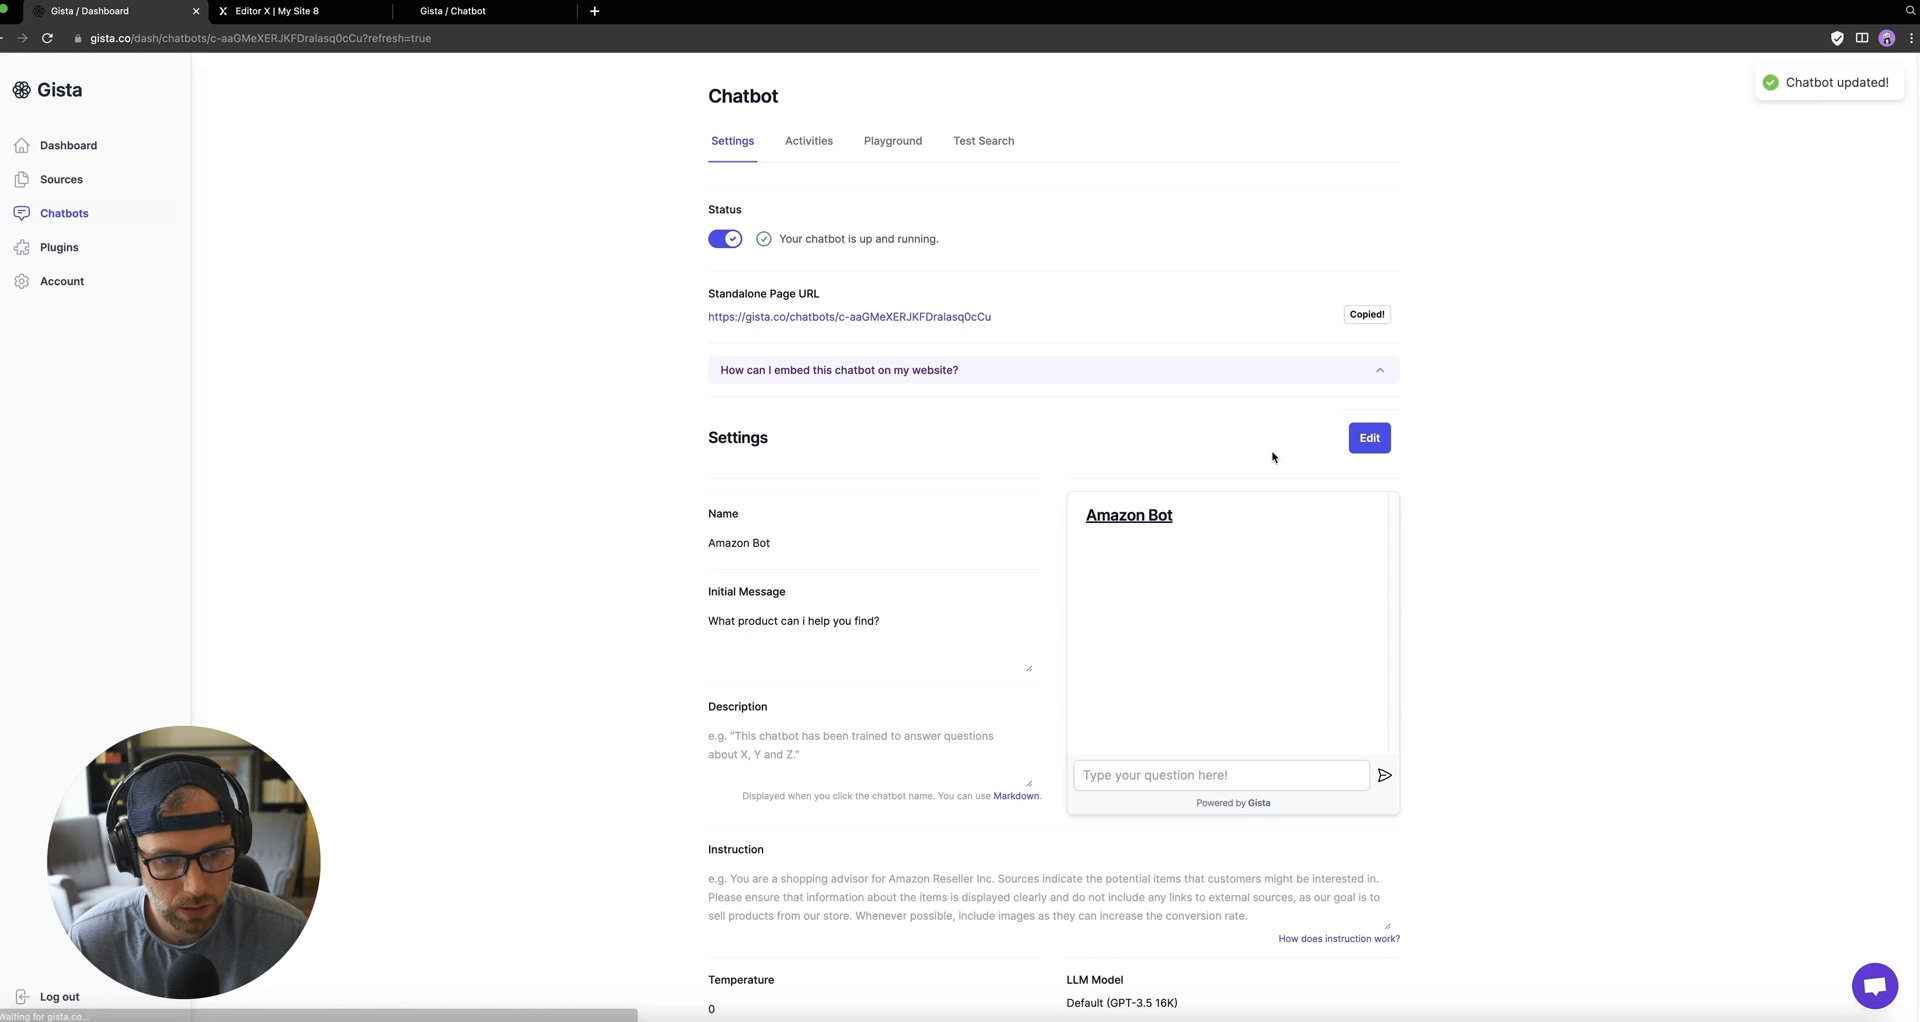 Gista / Dashboard
Editor X | My Site 8
Gista / Chatbot
gista.co/dash/chatbots/c-aaGMeXERJKFDralasq0cCu?refresh=true
Gista
Dashboard
Sources
Chatbots
Plugins
Account
Log out
Waiting for gista.co...
Chatbot updated!
Chatbot
Settings
Activities
Playground
Test Search
Status
Your chatbot is up and running.
Standalone Page URL
https://gista.co/chatbots/c-aaGMeXERJKFDralasq0cCu
Copied!
How can I embed this chatbot on my website?
Settings
Edit
Name
Amazon Bot
Initial Message
What product can i help you find?
Description
e.g. "This chatbot has been trained to answer questions
about X, Y and Z."
Displayed when you click the chatbot name. You can use Markdown.
Amazon Bot
Type your question here!
Powered by Gista
Instruction
e.g. You are a shopping advisor for Amazon Reseller Inc. Sources indicate the potential items that customers might be interested in.
Please ensure that information about the items is displayed clearly and do not include any links to external sources, as our goal is to
sell products from our store. Whenever possible, include images as they can increase the conversion rate.
How does instruction work?
Temperature
0
LLM Model
Default (GPT-3.5 16K)